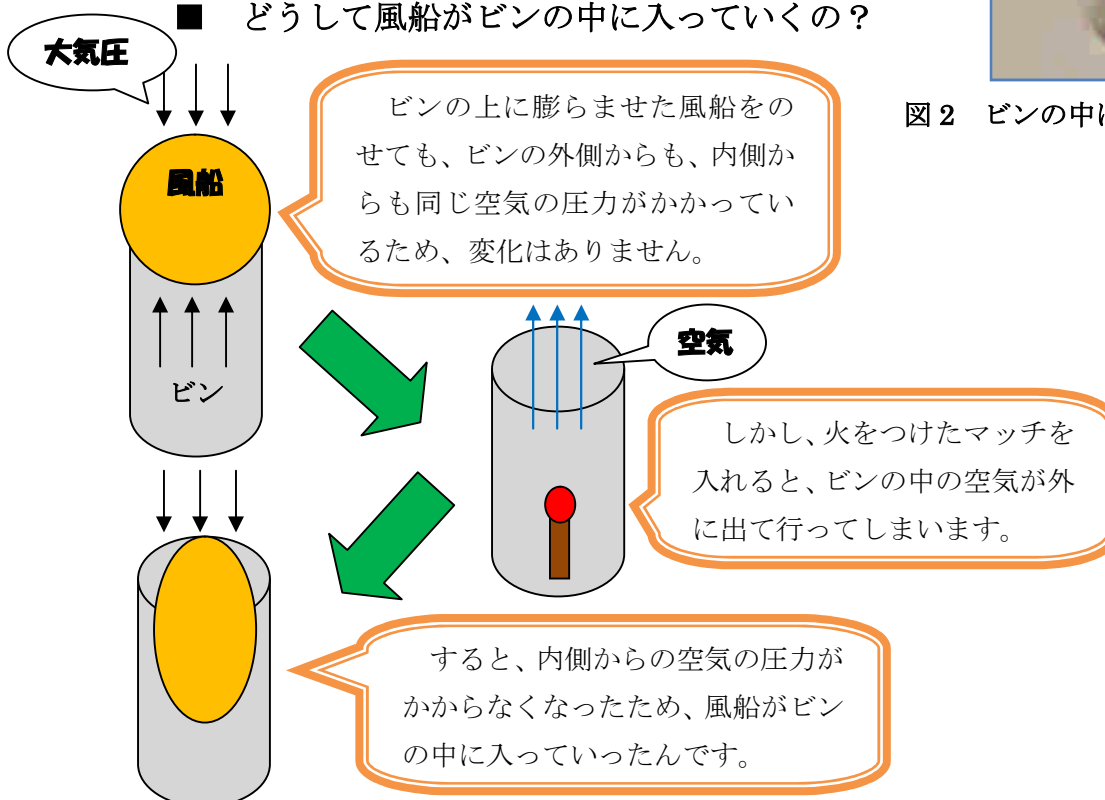 ■ どうして風船がビンの中に入っていくの？
大気圧
ビンの上に膨らませた風船をの
せても、ビンの外側からも、内側か
らも同じ空気の圧力がかかってい
るため、変化はありません。
図2 ビンの中に
風船
ビン
空気
しかし、火をつけたマッチを
入れると、ビンの中の空気が外
に出て行ってしまいます。
すると、内側からの空気の圧力が
かからなくなったため、風船がビン
の中に入っていったんです。